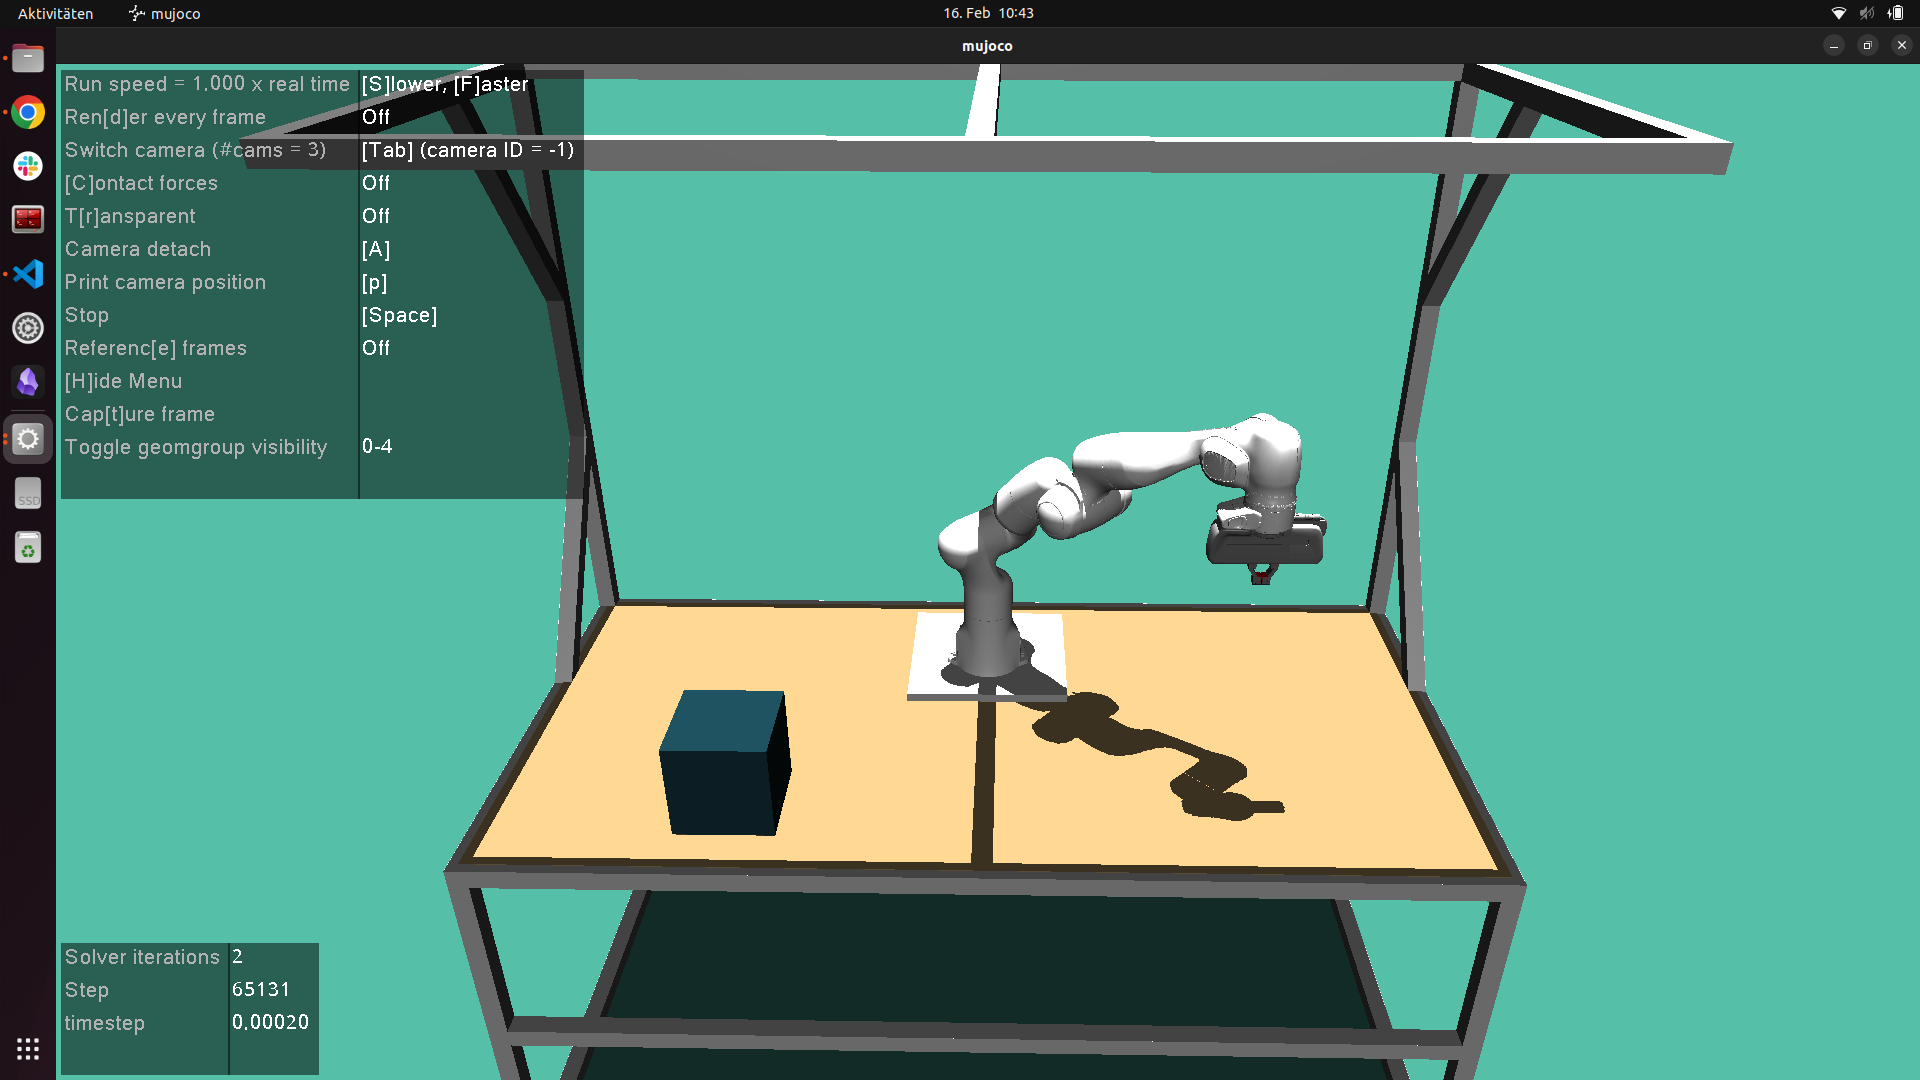 Aktivitäten mujoco 16. Feb 10:43
mujoco
Run speed = 1.000 x real time [S]lower, [F]aster
Ren[d]er every frame Off
Switch camera (#cams = 3) [Tab] (camera ID = -1)
[C]ontact forces Off
T[r]ansparent Off
Camera detach [A]
Print camera position [p]
Stop [Space]
Referenc[e] frames Off
[H]ide Menu
Cap[t]ure frame
Toggle geomgroup visibility 0-4
SSD
Solver iterations 2
Step 65131
timestep 0.00020